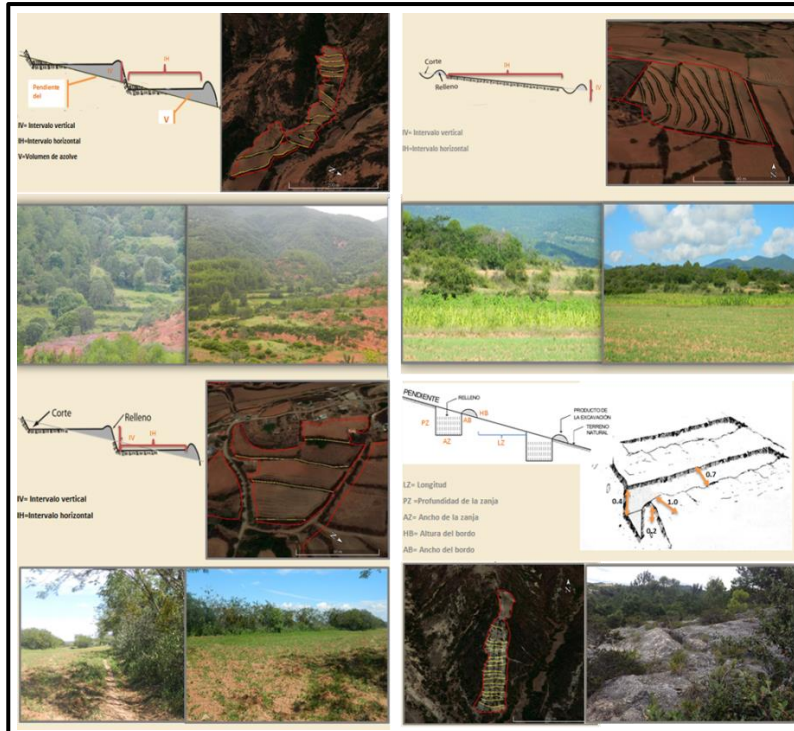 IH
Pendiente del
V
IV= Intervalo vertical
IH=Intervalo horizontal
V=Volumen de azolve
Corte
IH
Relleno
IV
IV= Intervalo vertical
IH=Intervalo horizontal
Corte
Relleno
IV
IH
IV= Intervalo vertical
IH=Intervalo horizontal
PENDIENTE
RELLENO
HB
AB
PZ
AZ
LZ
PRODUCTO DE
LA EXCAVACIÓN
TERRENO
NATURAL
LZ= Longitud
PZ =Profundidad de la zanja
AZ= Ancho de la zanja
HB= Altura del bordo
AB= Ancho del bordo
0.7
0.4
1.0
0.2